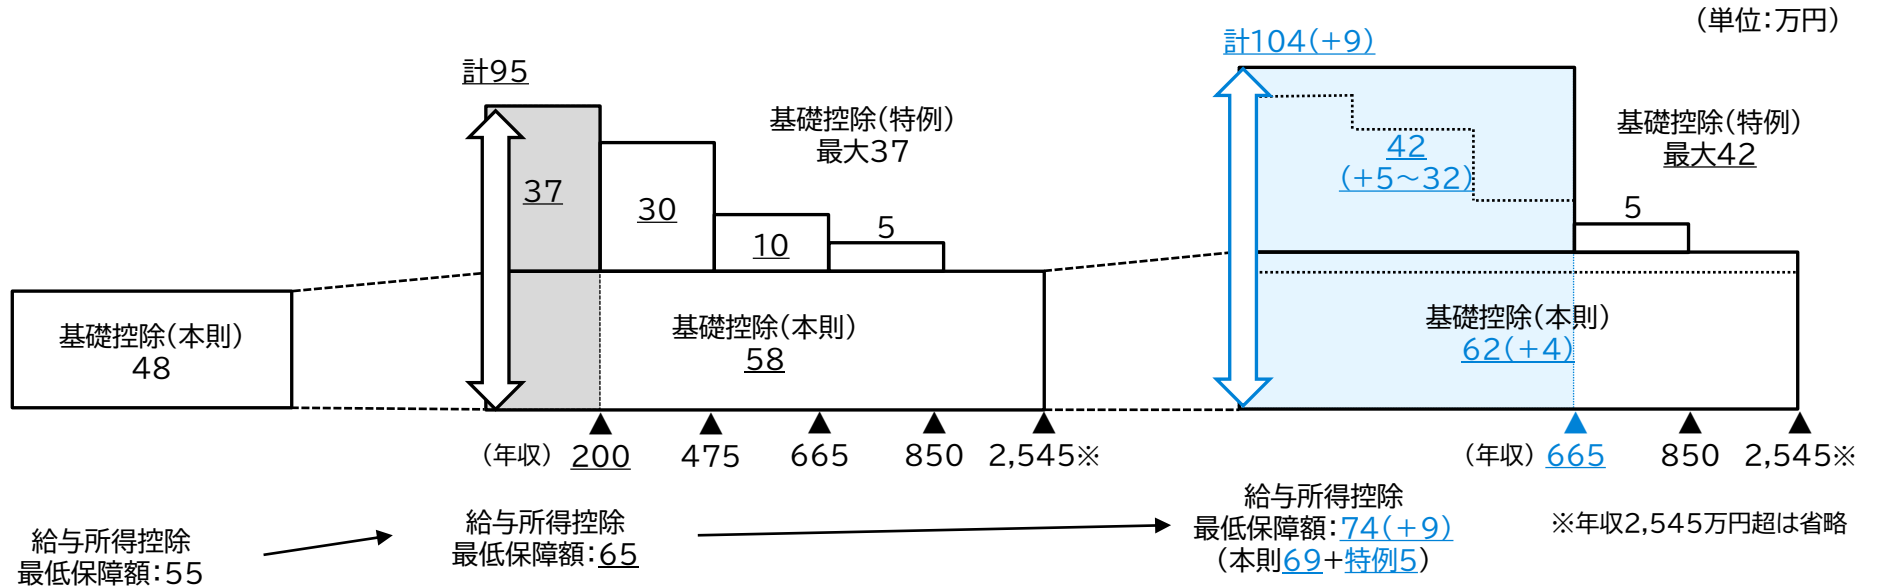 (単位:万円)
基礎控除(本則)
48
給与所得控除
最低保障額:55
計95
37
30
10
5
基礎控除(特例)
最大37
基礎控除(本則)
58
(年収) 200 475 665 850 2,545※
給与所得控除
最低保障額:65
計104(+9)
42
(+5~32)
基礎控除(特例)
最大42
5
基礎控除(本則)
62(+4)
(年収) 665 850 2,545※
給与所得控除
最低保障額:74(+9)
(本則69+特例5)
※年収2,545万円超は省略